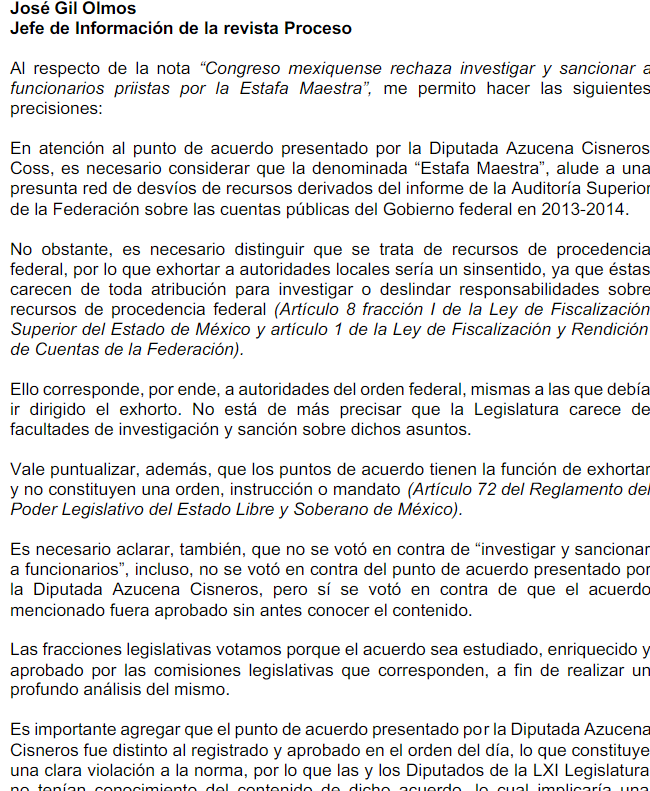 José Gil Olmos
Jefe de Información de la revista Proceso
Al respecto de la nota “Congreso mexiquense rechaza investigar y sancionar a
funcionarios priistas por la Estafa Maestra”, me permito hacer las siguientes
precisiones:
En atención al punto de acuerdo presentado por la Diputada Azucena Cisneros
Coss, es necesario considerar que la denominada “Estafa Maestra”, alude a una
presunta red de desvíos de recursos derivados del informe de la Auditoría Superior
de la Federación sobre las cuentas públicas del Gobierno federal en 2013-2014.
No obstante, es necesario distinguir que se trata de recursos de procedencia
federal, por lo que exhortar a autoridades locales sería un sinsentido, ya que éstas
carecen de toda atribución para investigar o deslindar responsabilidades sobre
recursos de procedencia federal (Artículo 8 fracción I de la Ley de Fiscalización
Superior del Estado de México y artículo 1 de la Ley de Fiscalización y Rendición
de Cuentas de la Federación).
Ello corresponde, por ende, a autoridades del orden federal, mismas a las que debía
ir dirigido el exhorto. No está de más precisar que la Legislatura carece de
facultades de investigación y sanción sobre dichos asuntos.
Vale puntualizar, además, que los puntos de acuerdo tienen la función de exhortar
y no constituyen una orden, instrucción o mandato (Artículo 72 del Reglamento del
Poder Legislativo del Estado Libre y Soberano de México).
Es necesario aclarar, también, que no se votó en contra de “investigar y sancionar
a funcionarios”, incluso, no se votó en contra del punto de acuerdo presentado por
la Diputada Azucena Cisneros, pero sí se votó en contra de que el acuerdo
mencionado fuera aprobado sin antes conocer el contenido.
Las fracciones legislativas votamos porque el acuerdo sea estudiado, enriquecido y
aprobado por las comisiones legislativas que corresponden, a fin de realizar un
profundo análisis del mismo.
Es importante agregar que el punto de acuerdo presentado por la Diputada Azucena
Cisneros fue distinto al registrado y aprobado en el orden del día, lo que constituye
una clara violación a la norma, por lo que las y los Diputados de la LXI Legislatura
no tenían conocimiento del contenido de dicho acuerdo, lo cual implicaría una